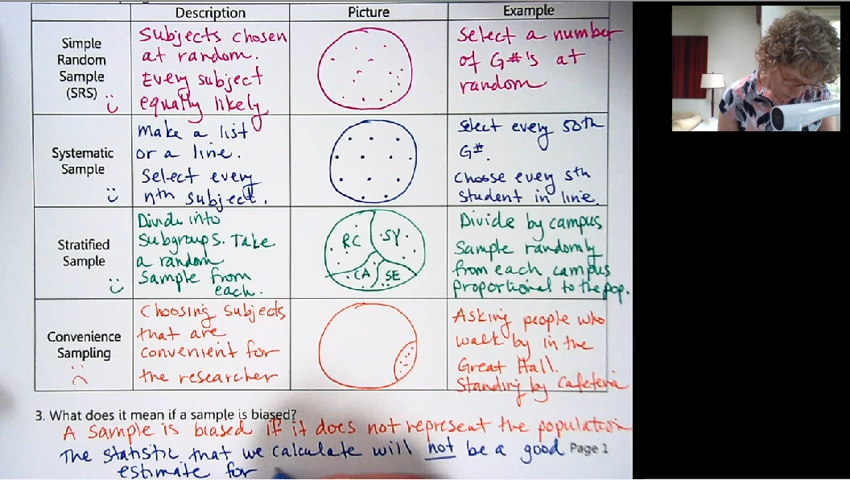 Description Picture Example
Simple
Random
Sample
(SRS)
Subjects chosen
at random.
Every subject
equally likely
Select a number
of G#'s at
random
Systematic
Sample
Make a list
or a line.
Select every
nth subject.
Select every 50th
G#.
Choose every 5th
Student in line.
Stratified
Sample
Divide into
Subgroups. Take
a random
Sample from
each.
RC SY
CA SE
Divide by campus
Sample randomly
from each campus
proportional to the pop.
Convenience
Sampling
Choosing subjects
that are
convenient for
the researcher
Asking people who
walk by in the
Great Hall.
Standing by Cafeteria
3. What does it mean if a sample is biased?
A sample is biased if it does not represent the population
The statistic that we calculate will not be a good Page 1
estimate for